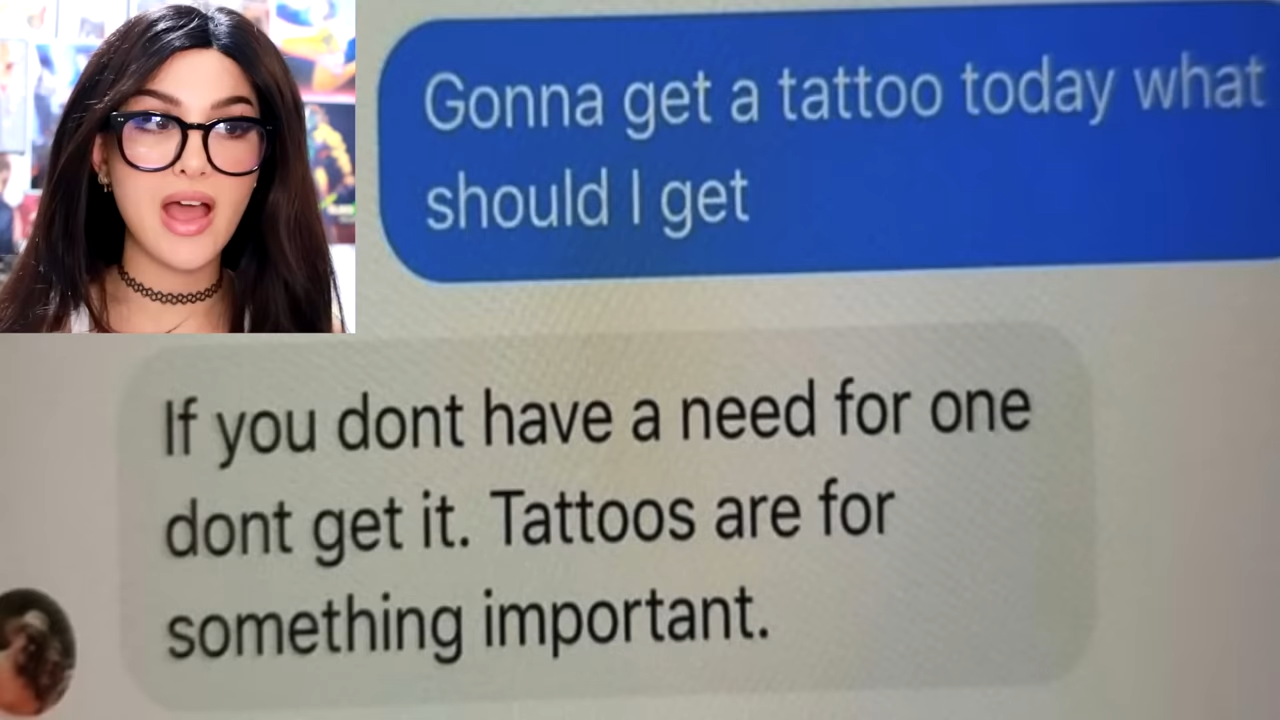 Gonna get a tattoo today what
should I get
If you dont have a need for one
dont get it. Tattoos are for
something important.